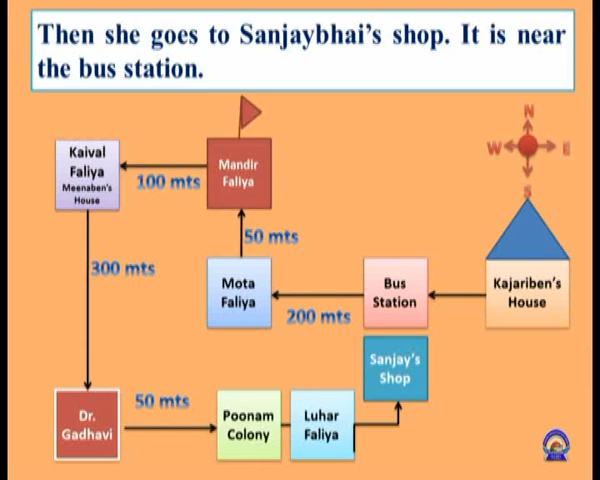 Then she goes to Sanjaybhai's shop. It is near
the bus station.
N
W
E
S
Kaival
Faliya
Meenaben's
House
100 mts
Mandir
Faliya
50 mts
300 mts
Mota
Faliya
200 mts
Bus
Station
Kajariben's
House
Sanjay's
Shop
Dr.
Gadhavi
50 mts
Poonam
Colony
Luhar
Faliya